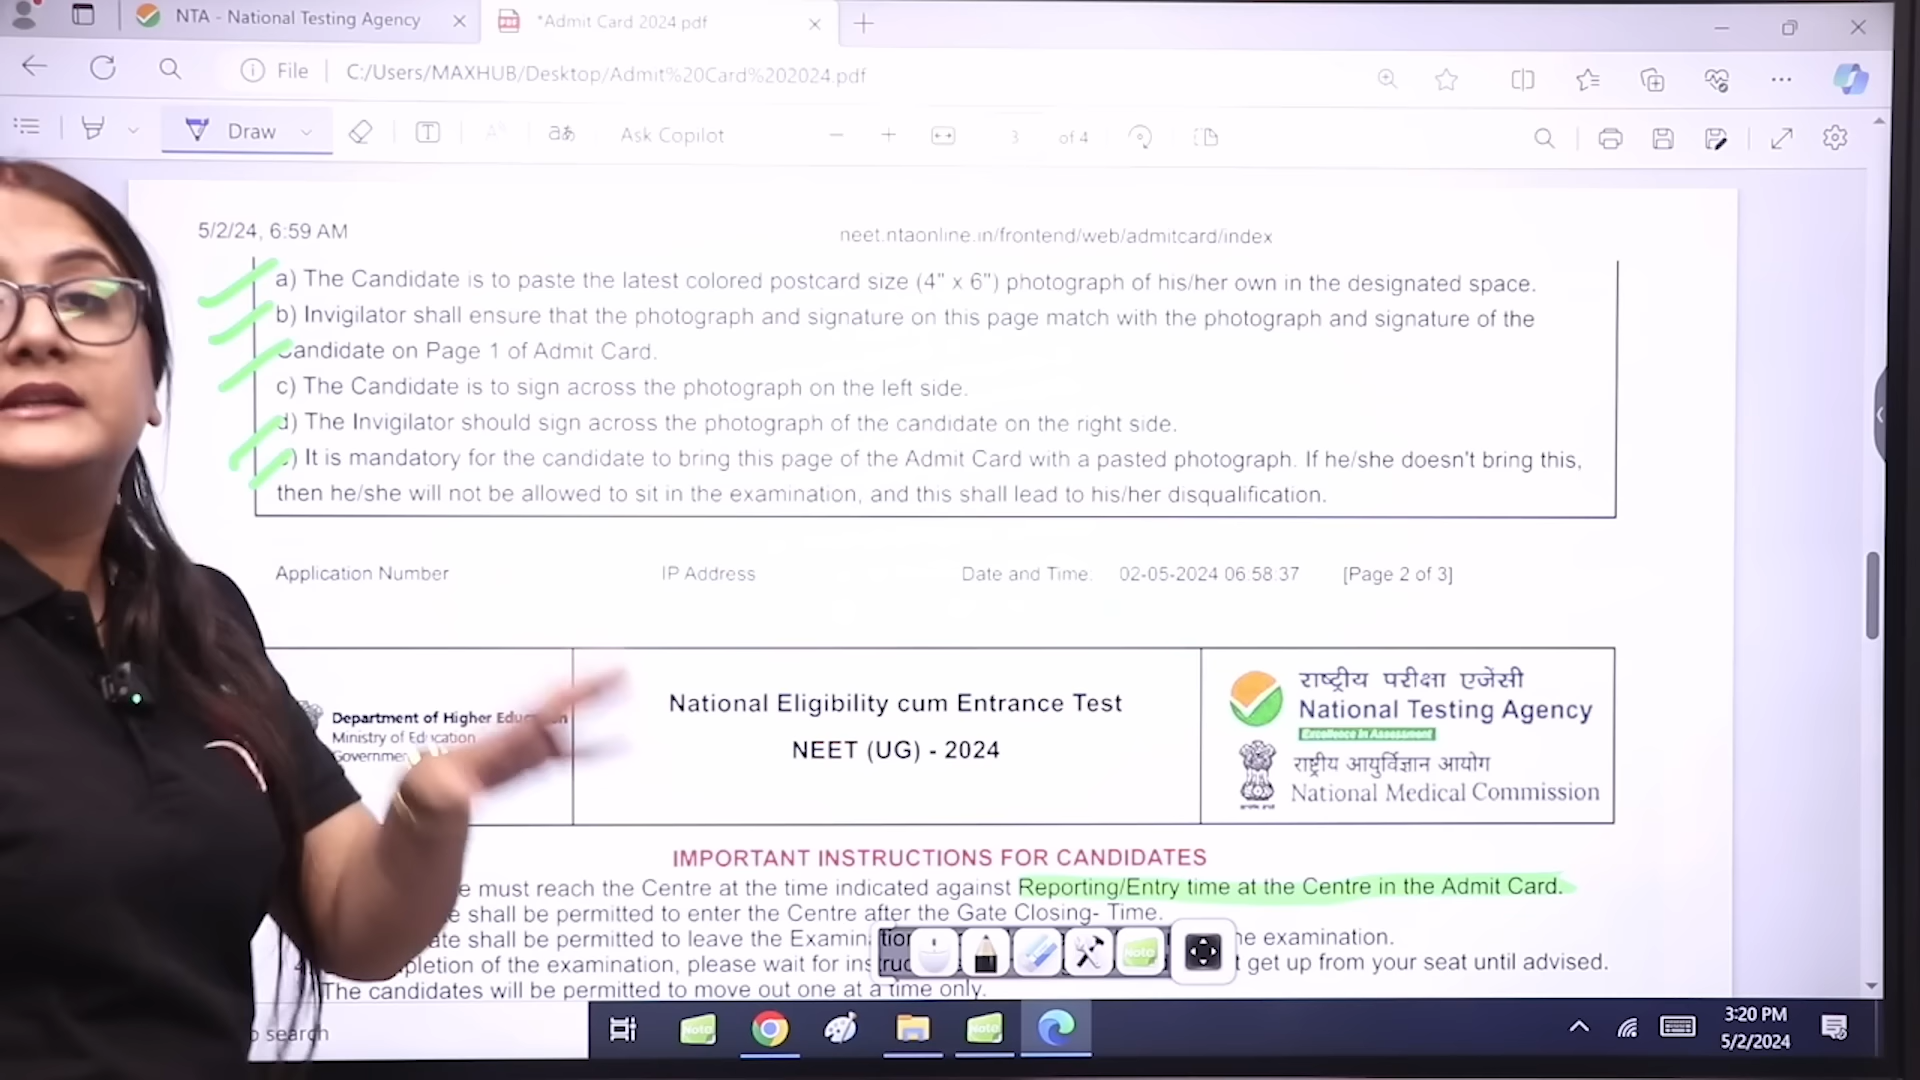 NTA - National Testing Agency
*Admit Card 2024 pdf
File
C:/Users/MAXHUB/Desktop/Admit%20Card%202024.pdf
Draw
Ask Copilot
3
of 4
5/2/24, 6:59 AM
neet.ntaonline.in/frontend/web/admitcard/index
a) The Candidate is to paste the latest colored postcard size (4" x 6") photograph of his/her own in the designated space.
b) Invigilator shall ensure that the photograph and signature on this page match with the photograph and signature of the
Candidate on Page 1 of Admit Card.
c) The Candidate is to sign across the photograph on the left side.
d) The Invigilator should sign across the photograph of the candidate on the right side.
) It is mandatory for the candidate to bring this page of the Admit Card with a pasted photograph. If he/she doesn't bring this,
then he/she will not be allowed to sit in the examination, and this shall lead to his/her disqualification.
Application Number
IP Address
Date and Time: 02-05-2024 06:58:37
[Page 2 of 3]
Department of Higher
Ministry of Education
National Eligibility cum Entrance Test
NEET (UG) - 2024
राष्ट्रीय परीक्षा एजेंसी
National Testing Agency
Excellence in Assessment
राष्ट्रीय आयुर्विज्ञान आयोग
National Medical Commission
IMPORTANT INSTRUCTIONS FOR CANDIDATES
must reach the Centre at the time indicated against Reporting/Entry time at the Centre in the Admit Card.
shall be permitted to enter the Centre after the Gate Closing- Time.
shall be permitted to leave the the examination.
of the examination, please wait for get up from your seat until advised.
The candidates will be permitted to move out one at a time only.
Note
search
Note
Note
3:20 PM
5/2/2024